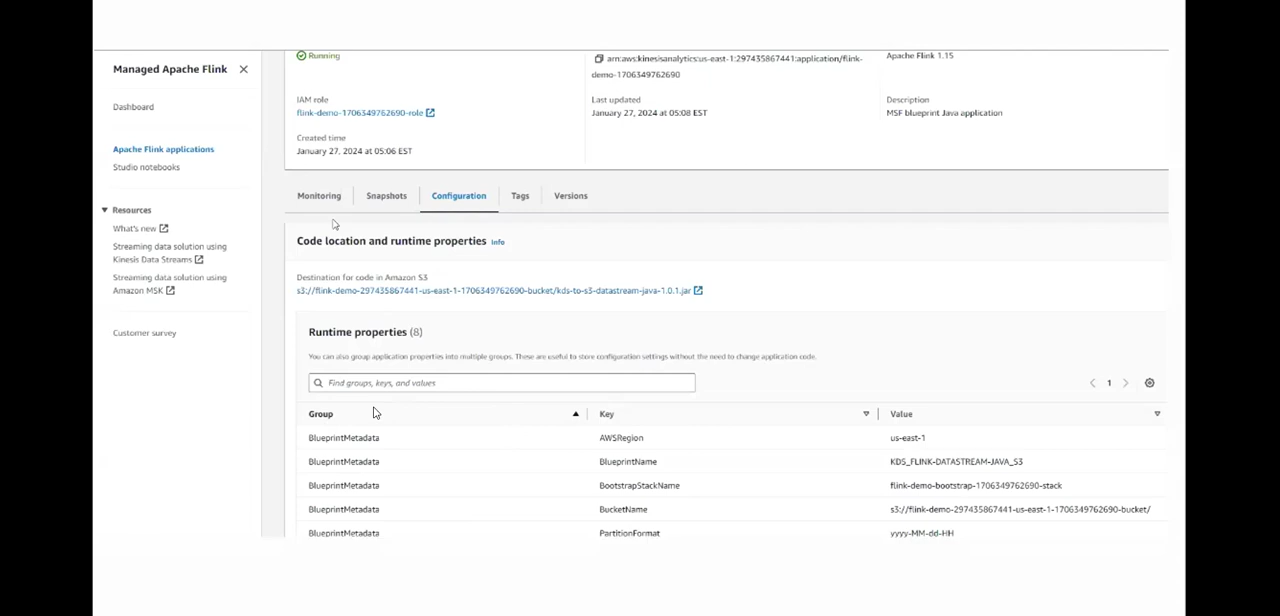 Managed Apache Flink
Dashboard
Apache Flink applications
Studio notebooks
Resources
What's new
Streaming data solution using
Kinesis Data Streams
Streaming data solution using
Amazon MSK
Customer survey
Running
arn:aws:kinesisanalytics:us-east-1:297435867441:application/flink-
demo-1706349762690
Apache Flink 1.15
IAM role
flink-demo-1706349762690-role
Last updated
January 27, 2024 at 05:08 EST
Description
MSF blueprint Java application
Created time
January 27, 2024 at 05:06 EST
Monitoring Snapshots Configuration Tags Versions
Code location and runtime properties Info
Destination for code in Amazon S3
s3://flink-demo-297435867441-us-east-1-1706349762690-bucket/kds-to-s3-datastream-java-1.0.1.jar
Runtime properties (8)
You can also group application properties into multiple groups. These are useful to store configuration settings without the need to change application code.
Find groups, keys, and values
1
Group Key Value
BlueprintMetadata AWSRegion us-east-1
BlueprintMetadata BlueprintName KDS_FLINK-DATASTREAM-JAVA_S3
BlueprintMetadata BootstrapStackName flink-demo-bootstrap-1706349762690-stack
BlueprintMetadata BucketName s3://flink-demo-297435867441-us-east-1-1706349762690-bucket/
BlueprintMetadata PartitionFormat yyyy-MM-dd-HH